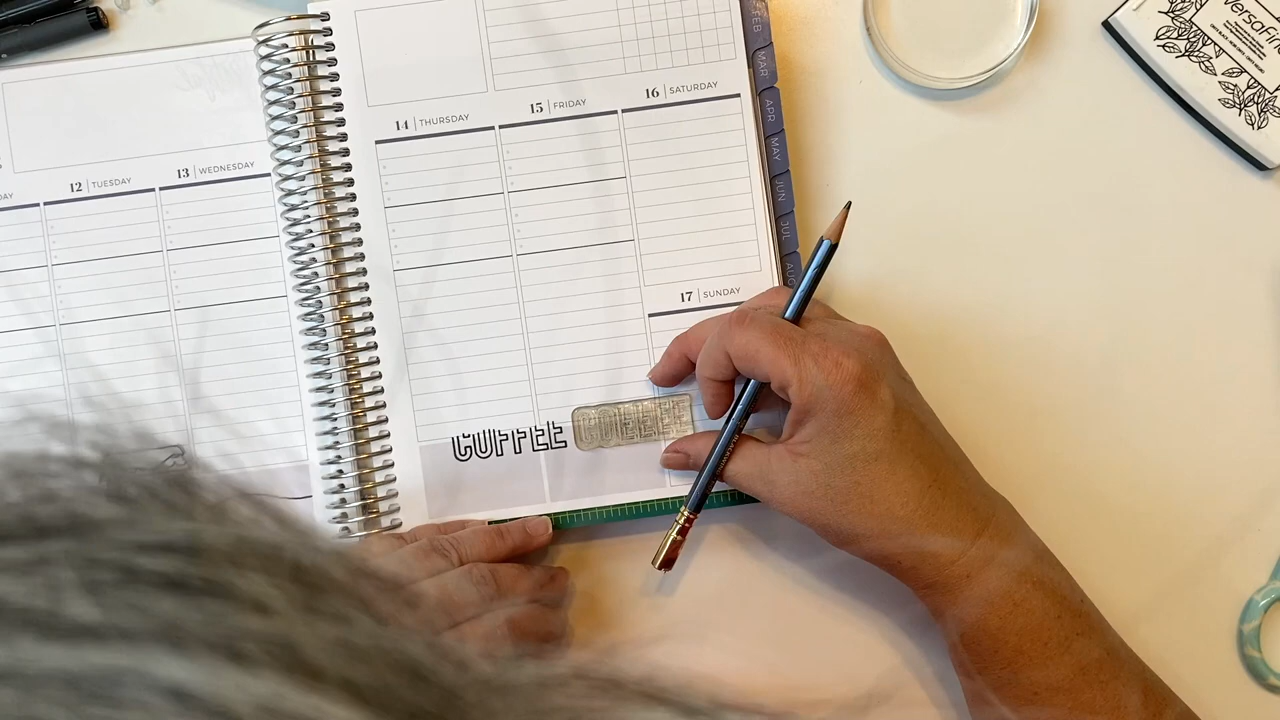 FEB
MAR
APR
MAY
JUN
JUL
AUG
VersaFine
16 | SATURDAY
15 | FRIDAY
14 | THURSDAY
13 | WEDNESDAY
12 | TUESDAY
17 | SUNDAY
COFFEE
COFFEE